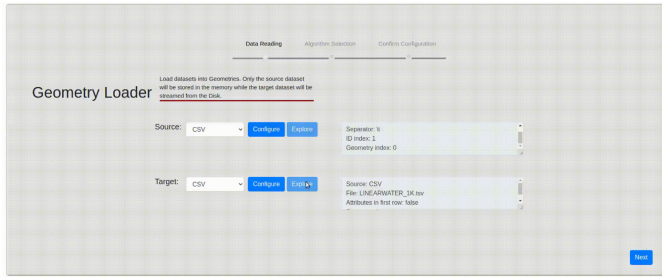 Data Reading Algorithm Selection Confirm Configuration
Geometry Loader
Load datasets into Geometries. Only the source dataset
will be stored in the memory while the target dataset will be
streamed from the Disk.
Source: CSV Configure Explore
Separator: \t
ID index: 1
Geometry index: 0
Target: CSV Configure Explore
Source: CSV
File: LINEARWATER_1K.tsv
Attributes in first row: false
Next